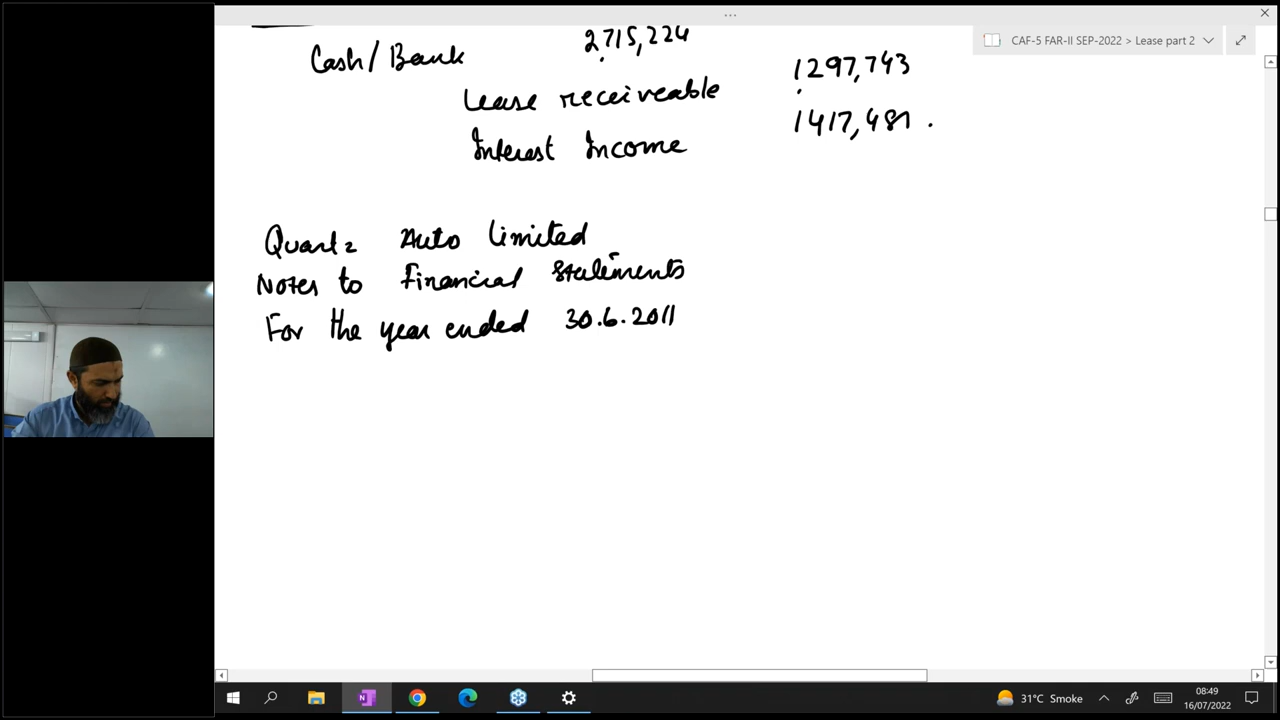 CAF-5 FAR-II SEP-2022 > Lease part 2
Cash/Bank 2,715,224
Lease receiveable 1297,743
Interest Income 1417,481.
Quartz Auto Limited
Notes to Financial Statements
For the year ended 30.6.2011
31°C Smoke
08:49
16/07/2022